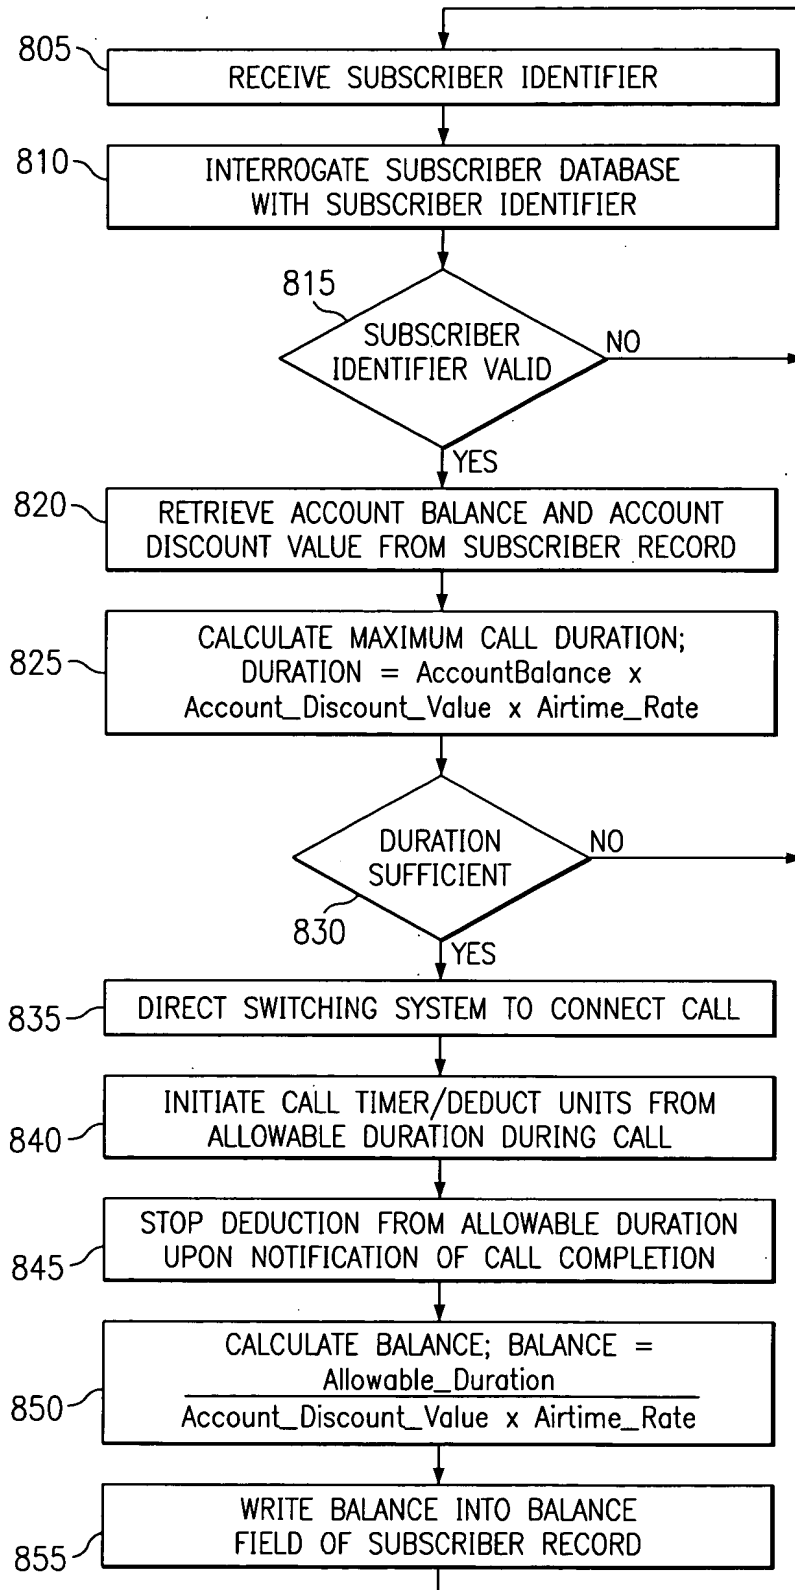 805
RECEIVE SUBSCRIBER IDENTIFIER
810
INTERROGATE SUBSCRIBER DATABASE
WITH SUBSCRIBER IDENTIFIER
815
SUBSCRIBER
IDENTIFIER VALID
NO
YES
820
RETRIEVE ACCOUNT BALANCE AND ACCOUNT
DISCOUNT VALUE FROM SUBSCRIBER RECORD
825
CALCULATE MAXIMUM CALL DURATION;
DURATION = AccountBalance x
Account_Discount_Value x Airtime_Rate
DURATION
SUFFICIENT
NO
830
YES
835
DIRECT SWITCHING SYSTEM TO CONNECT CALL
840
INITIATE CALL TIMER/DEDUCT UNITS FROM
ALLOWABLE DURATION DURING CALL
845
STOP DEDUCTION FROM ALLOWABLE DURATION
UPON NOTIFICATION OF CALL COMPLETION
850
CALCULATE BALANCE; BALANCE =
Allowable_Duration
Account_Discount_Value x Airtime_Rate
855
WRITE BALANCE INTO BALANCE
FIELD OF SUBSCRIBER RECORD